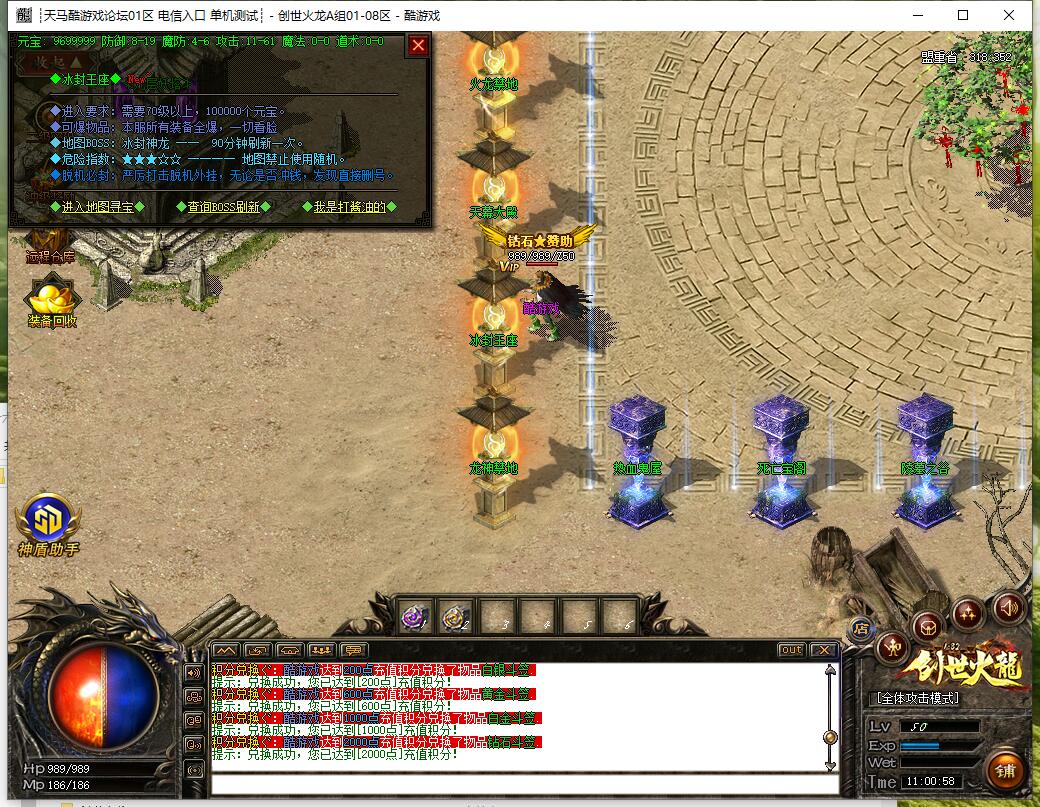 天马酷游戏论坛01区 电信入口 单机测试 - 创世火龙A组01-08区 - 酷游戏
元宝：9699999 防御:8-19 魔防:4-6 攻击:11-61 魔法:0-0 道术:0-0
收起▲
◆冰封王座◆ New
◆进入要求：需要70级以上，100000个元宝。
◆可爆物品：本服所有装备全爆，一切看脸
◆地图BOSS：冰封神龙 —— 90分钟刷新一次。
◆危险指数：★★★☆☆ ———— 地图禁止使用随机。
◆脱机必封：严厉打击脱机外挂，无论是否冲钱，发现直接删号。
◆进入地图寻宝◆ ◆查询BOSS刷新◆ ◆我是打酱油的◆
盟重省 318:352
火龙墓地
天幕大殿
钻石★赞助
989/989/Z50
VIP
酷游戏
远程仓库
装备回收
冰封王座
龙神禁地
热血鬼屋
死亡宝阁
神盾助手
1 2 3 4 5 6
店
out X
积分兑换<<：酷游戏达到200点充值积分兑换了物品白银斗笠。
提示：兑换成功，您已达到[200点]充值积分！
积分兑换<<：酷游戏达到600点充值积分兑换了物品黄金斗笠。
提示：兑换成功，您已达到[600点]充值积分！
积分兑换<<：酷游戏达到1000点充值积分兑换了物品白金斗笠。
提示：兑换成功，您已达到[1000点]充值积分！
积分兑换<<：酷游戏达到2000点充值积分兑换了物品钻石斗笠。
提示：兑换成功，您已达到[2000点]充值积分！
Hp 989/989
Mp 186/186
创世火龍
[全体攻击模式]
Lv 50
Exp
Wet
Tme 11:00:58
铺